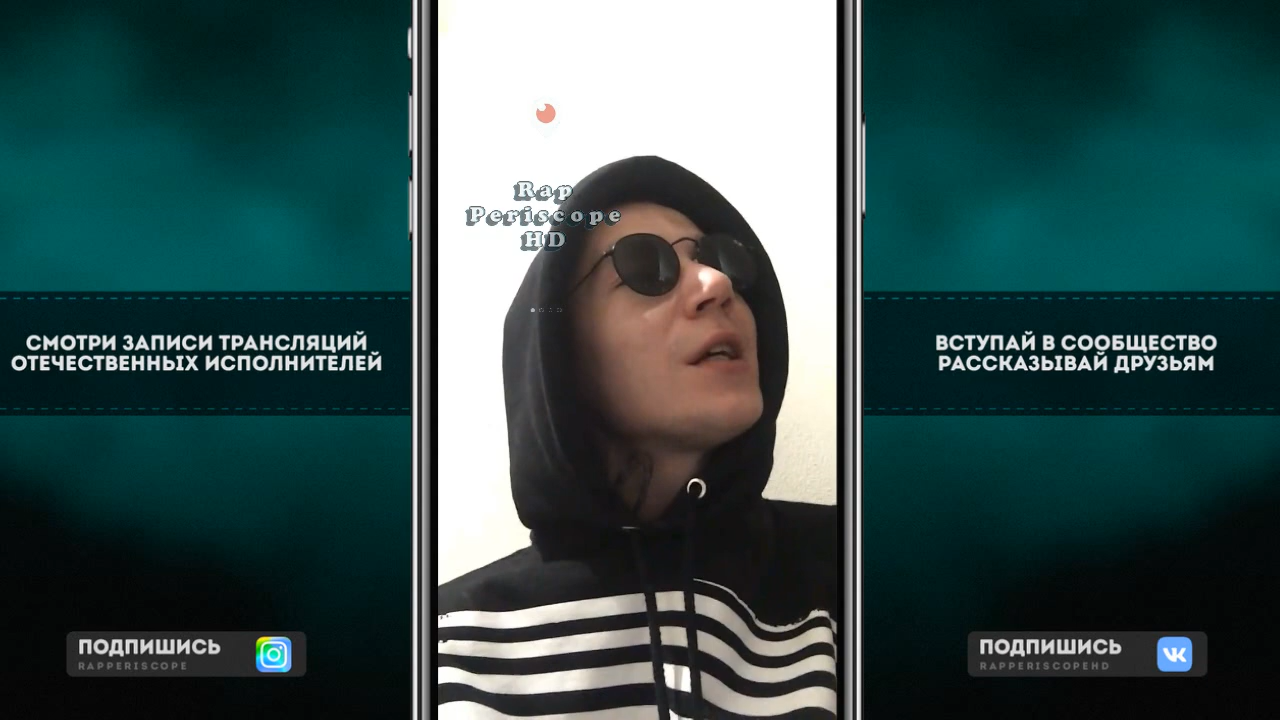 Rap
Periscope
HD
СМОТРИ ЗАПИСИ ТРАНСЛЯЦИЙ
ОТЕЧЕСТВЕННЫХ ИСПОЛНИТЕЛЕЙ
ВСТУПАЙ В СООБЩЕСТВО
РАССКАЗЫВАЙ ДРУЗЬЯМ
ПОДПИШИСЬ
RAPPERISCOPE
ПОДПИШИСЬ
RAPPERISCOPEHD